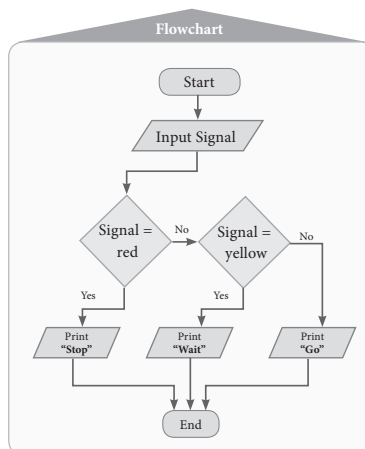 Flowchart
Start
Input Signal
Signal =
red
No
Signal =
yellow
No
Yes
Yes
Print
“Stop”
Print
“Wait”
Print
“Go”
End